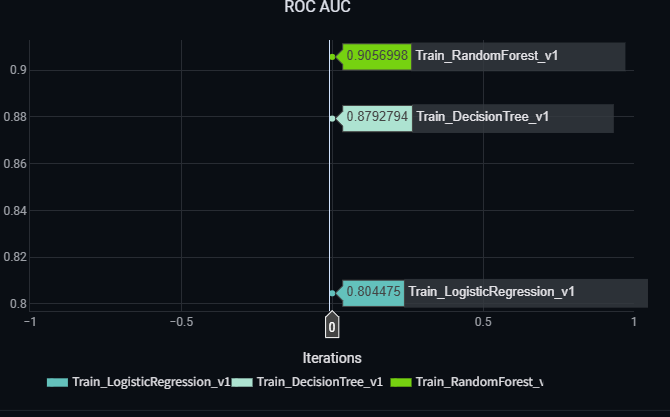 ROC AUC
0.9056998 Train_RandomForest_v1
0.9
0.8792794 Train_DecisionTree_v1
0.88
0.86
0.84
0.82
0.804475 Train_LogisticRegression_v1
0.8
−1 −0.5 0 0.5 1
Iterations
Train_LogisticRegression_v1 Train_DecisionTree_v1 Train_RandomForest_v